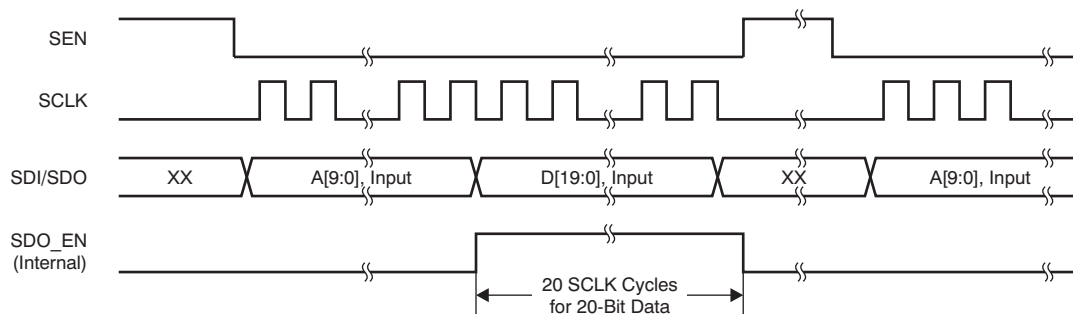 SEN
SCLK
SDI/SDO
XX
A[9:0], Input
D[19:0], Input
XX
A[9:0], Input
SDO_EN
(Internal)
20 SCLK Cycles
for 20-Bit Data